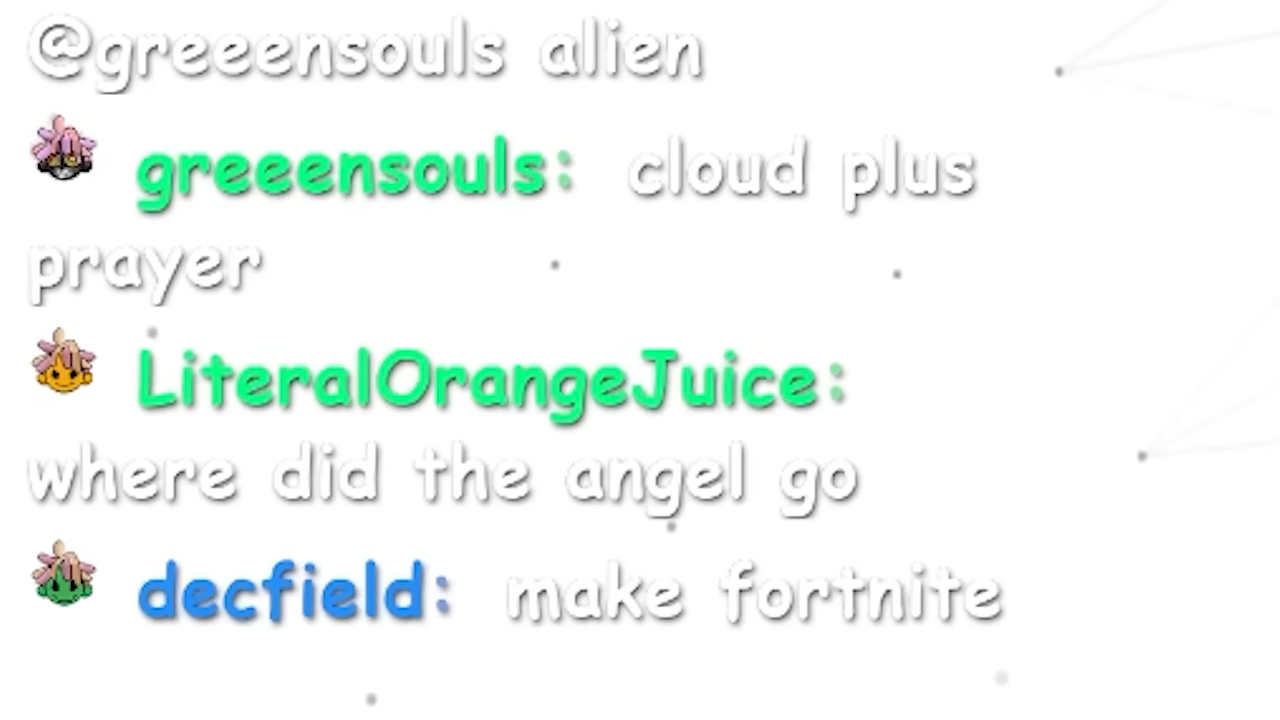 @greeensouls alien
greeensouls: cloud plus
prayer
LiteralOrangeJuice:
where did the angel go
decfield: make fortnite